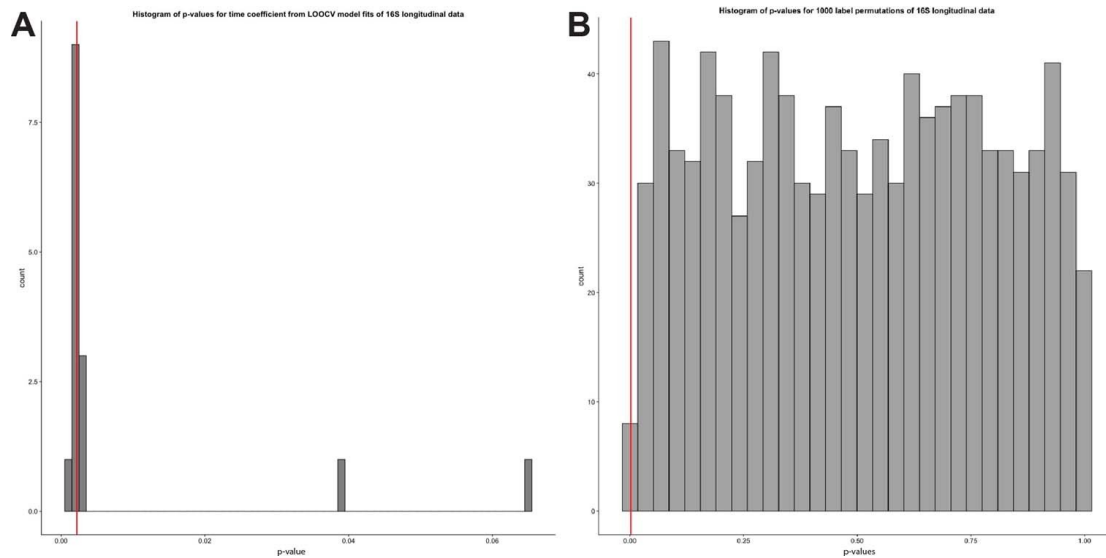 A
Histogram of p-values for time coefficient from LOOCV model fits of 16S longitudinal data
7.5
5.0
2.5
0.0
count
0.00
0.02
0.04
0.06
p-value
B
Histogram of p-values for 1000 label permutations of 16S longitudinal data
40
30
20
10
0
count
0.00
0.25
0.50
0.75
1.00
p-values